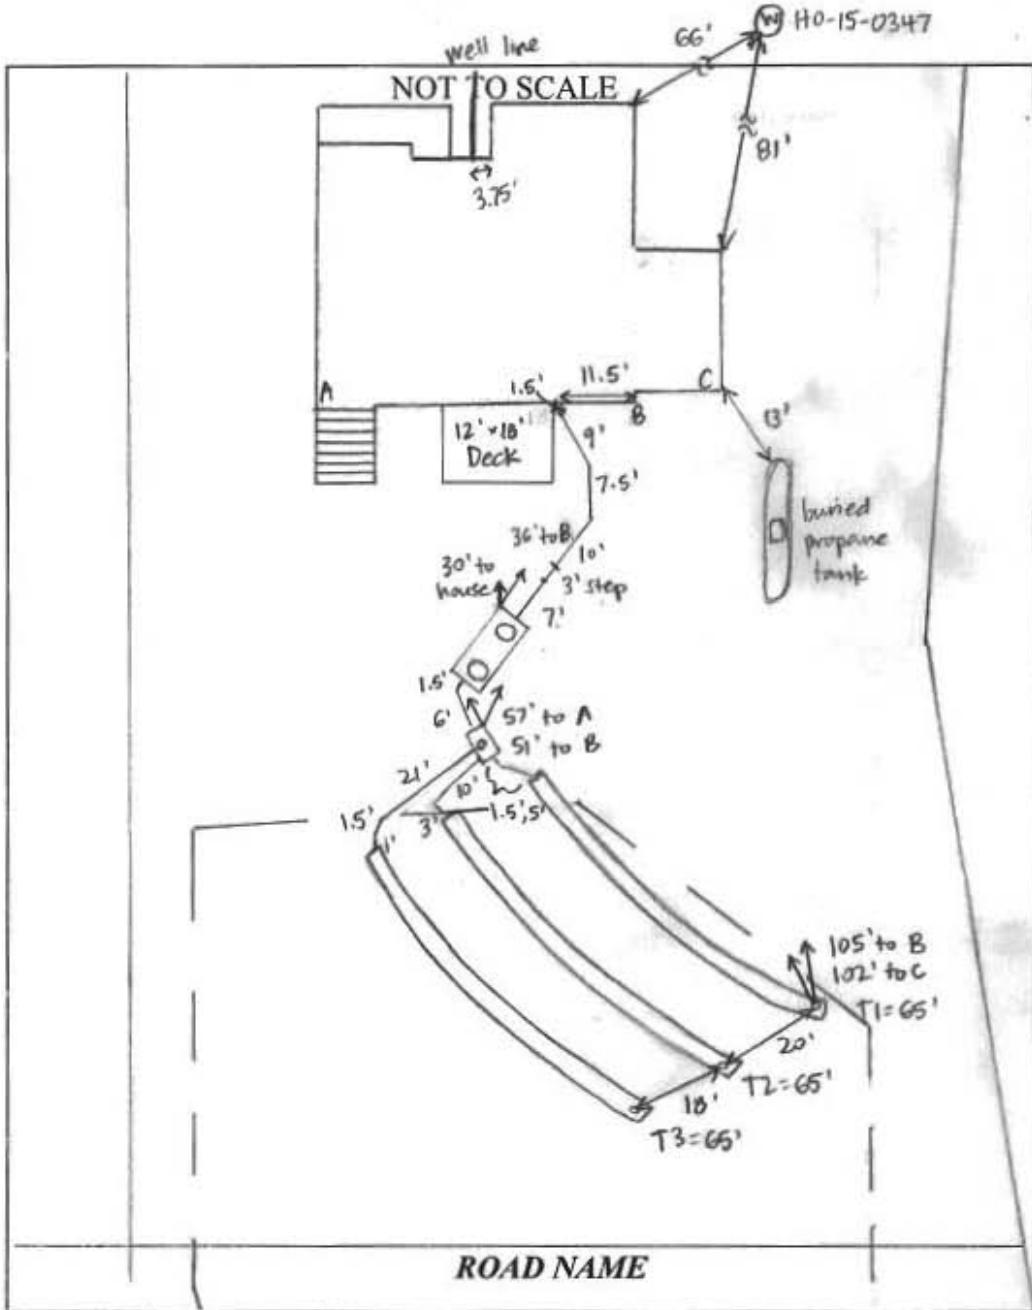 W HO-15-0347
66'
well line
NOT TO SCALE
81'
3.75'
A
1.5'
11.5'
B
C
13'
12' x 18'
Deck
9'
7.5'
buried
propane
tank
36' to B
10'
30' to
house
3' step
7'
1.5'
6'
57' to A
51' to B
21'
10'
1.5', 5'
1.5'
3'
1'
105' to B
102' to C
T1=65'
20'
T2=65'
18'
T3=65'
ROAD NAME